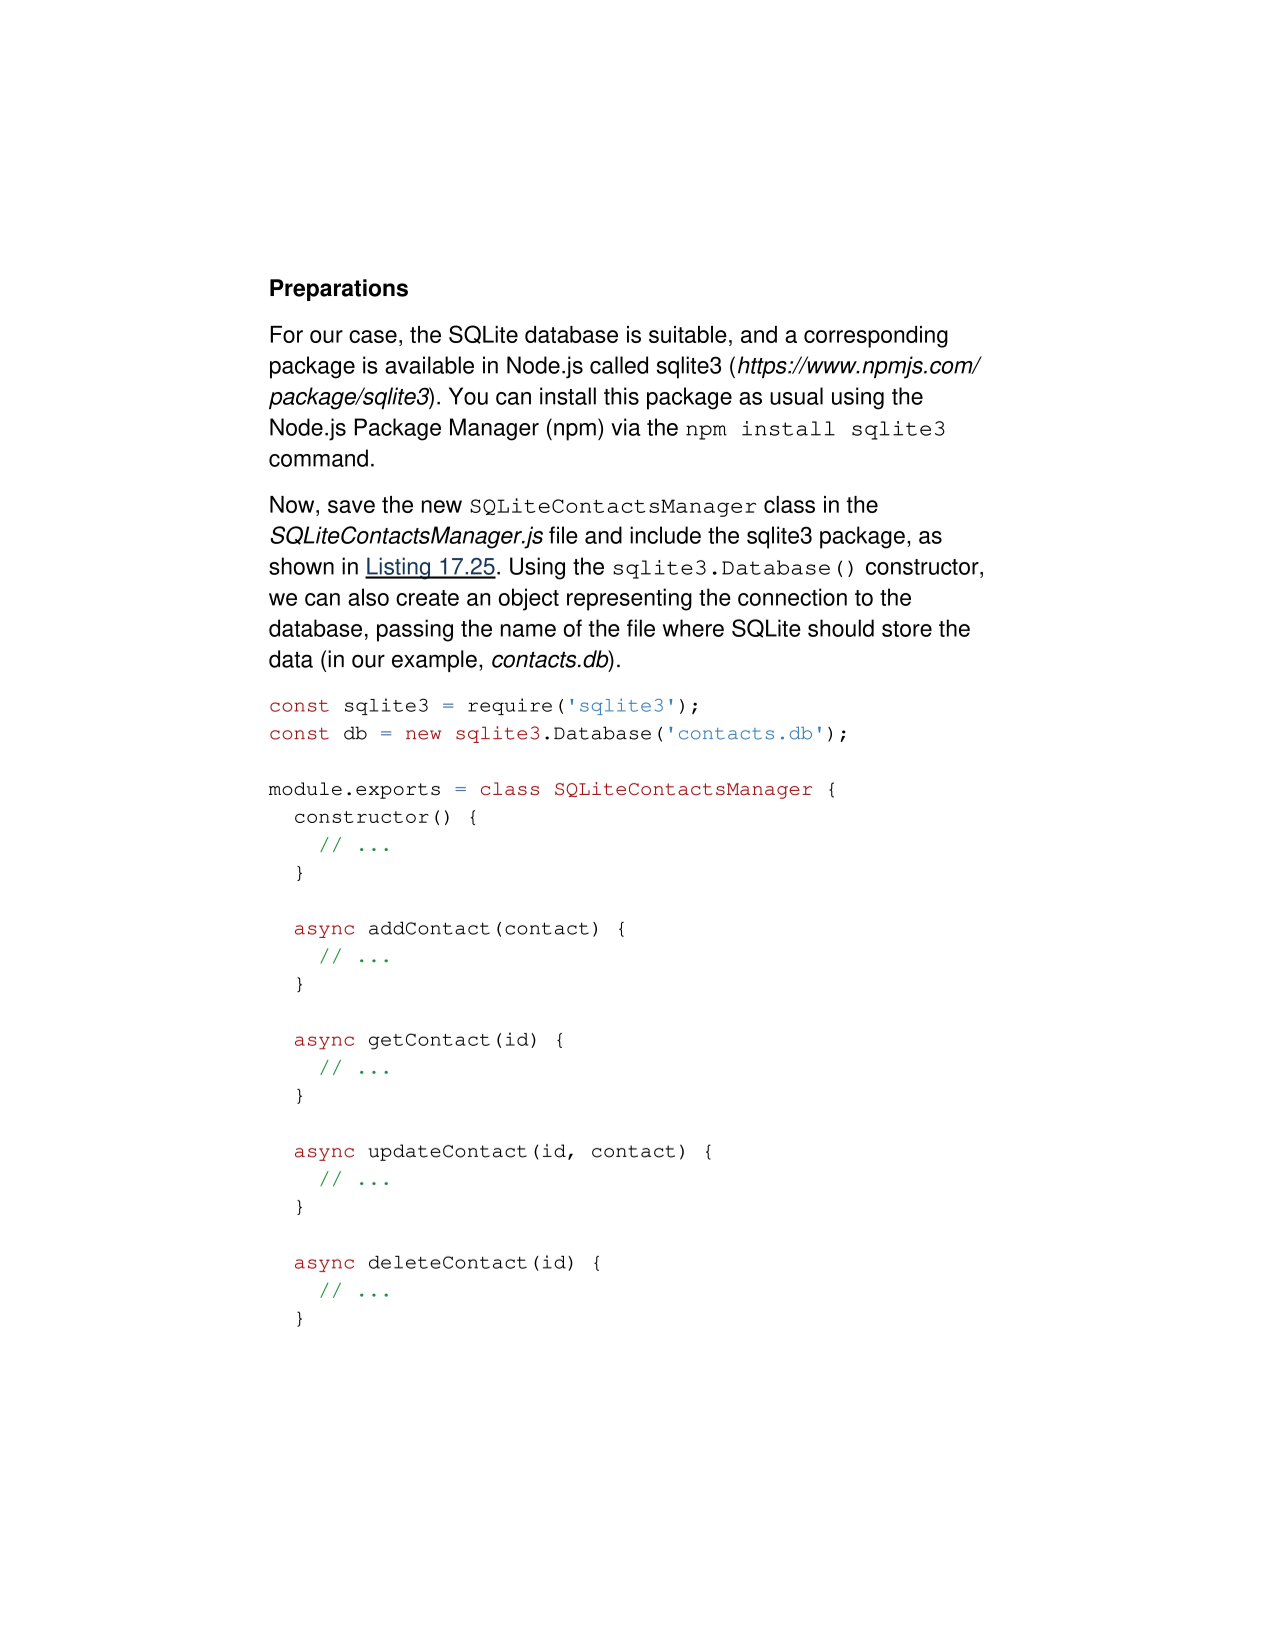 Preparations
For our case, the SQLite database is suitable, and a corresponding
package is available in Node.js called sqlite3 (https://www.npmjs.com/
package/sqlite3). You can install this package as usual using the
Node.js Package Manager (npm) via the npm install sqlite3
command.
Now, save the new SQLiteContactsManager class in the
SQLiteContactsManager.js file and include the sqlite3 package, as
shown in Listing 17.25. Using the sqlite3.Database() constructor,
we can also create an object representing the connection to the
database, passing the name of the file where SQLite should store the
data (in our example, contacts.db).
const sqlite3 = require('sqlite3');
const db = new sqlite3.Database('contacts.db');
module.exports = class SQLiteContactsManager {
  constructor() {
    // ...
  }
  async addContact(contact) {
    // ...
  }
  async getContact(id) {
    // ...
  }
  async updateContact(id, contact) {
    // ...
  }
  async deleteContact(id) {
    // ...
  }